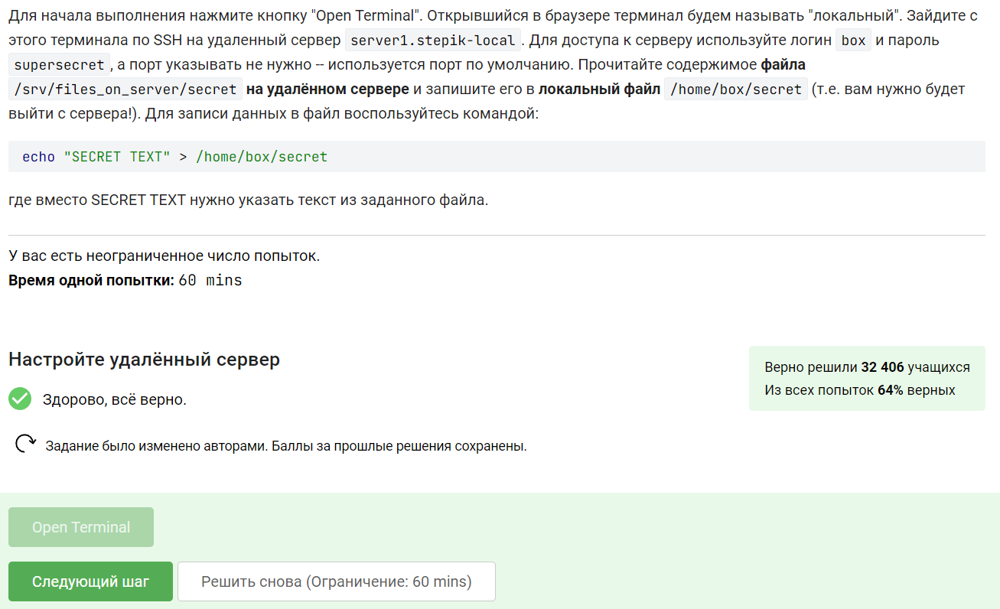 Для начала выполнения нажмите кнопку "Open Terminal". Открывшийся в браузере терминал будем называть "локальный". Зайдите с
этого терминала по SSH на удаленный сервер server1.stepik-local . Для доступа к серверу используйте логин box и пароль
supersecret , а порт указывать не нужно -- используется порт по умолчанию. Прочитайте содержимое файла
/srv/files_on_server/secret на удалённом сервере и запишите его в локальный файл /home/box/secret (т.е. вам нужно будет
выйти с сервера!). Для записи данных в файл воспользуйтесь командой:
echo "SECRET TEXT" > /home/box/secret
где вместо SECRET TEXT нужно указать текст из заданного файла.
У вас есть неограниченное число попыток.
Время одной попытки: 60 mins
Настройте удалённый сервер
Верно решили 32 406 учащихся
Из всех попыток 64% верных
Здорово, всё верно.
Задание было изменено авторами. Баллы за прошлые решения сохранены.
Open Terminal
Следующий шаг
Решить снова (Ограничение: 60 mins)